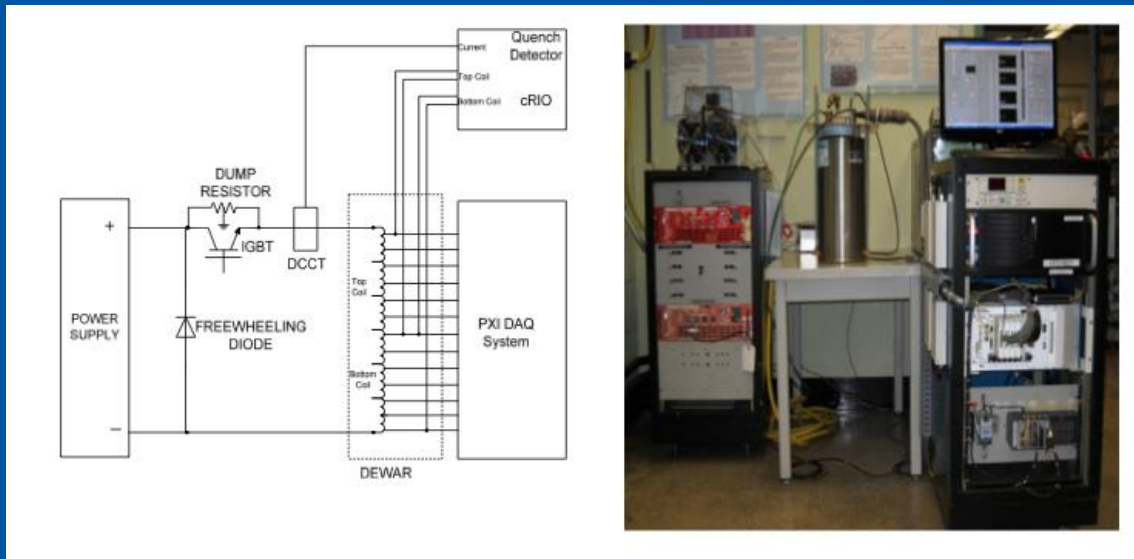 Quench
Detector
Current
Top Coil
Bottom Coil
cRIO
DUMP
RESISTOR
+
IGBT
DCCT
Top
Coil
POWER
SUPPLY
FREEWHEELING
DIODE
PXI DAQ
System
Bottom
Coil
—
DEWAR